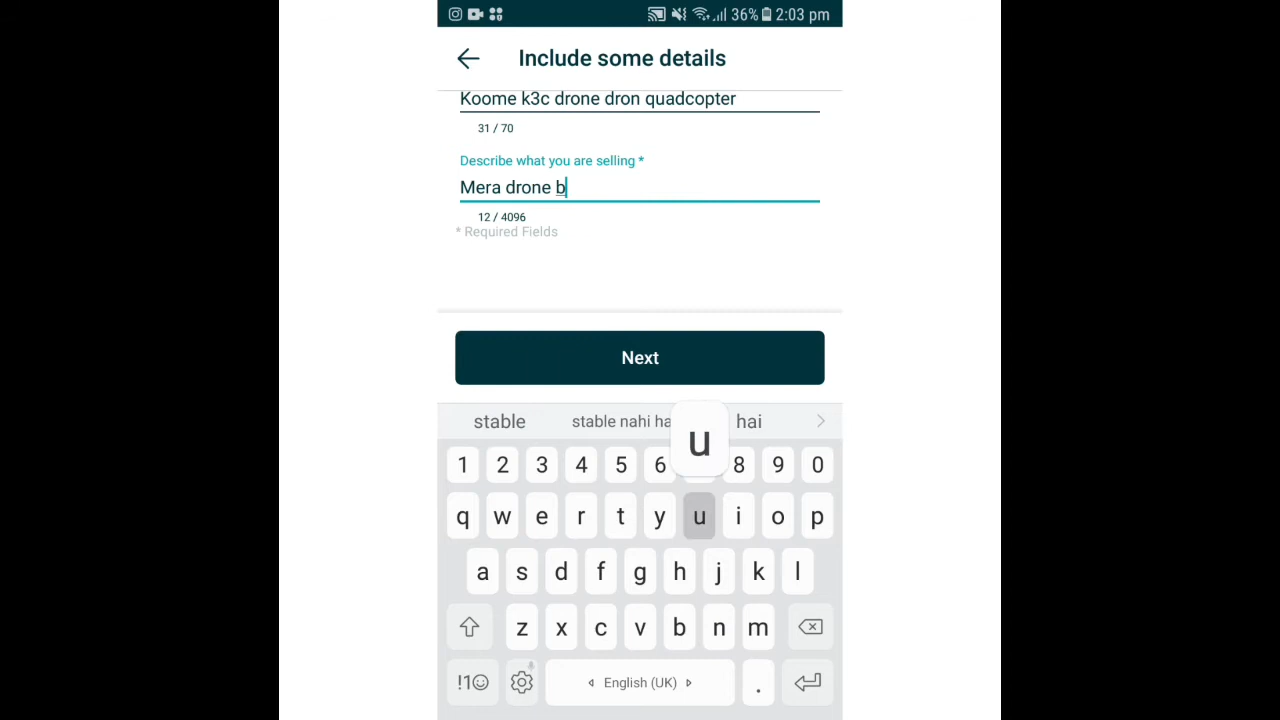 36% 2:03 pm
Include some details
Koome k3c drone dron quadcopter
31 / 70
Describe what you are selling *
Mera drone b
12 / 4096
* Required Fields
Next
stable stable nahi ha hai
u
1 2 3 4 5 6 8 9 0
q w e r t y u i o p
a s d f g h j k l
z x c v b n m
!1☺ English (UK) .